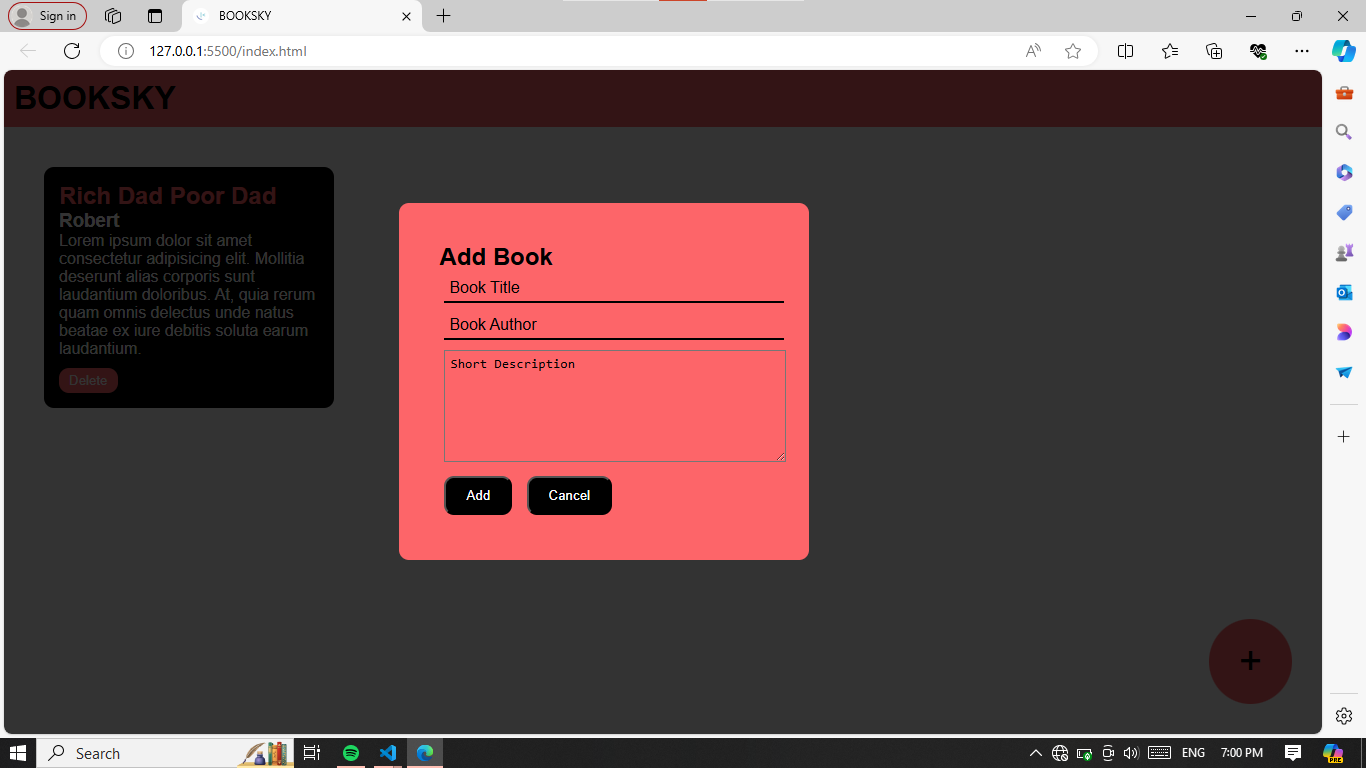 Sign in
BOOKSKY
127.0.0.1:5500/index.html
BOOKSKY
Rich Dad Poor Dad
Robert
Lorem ipsum dolor sit amet
consectetur adipisicing elit. Mollitia
deserunt alias corporis sunt
laudantium doloribus. At, quia rerum
quam omnis delectus unde natus
beatae ex iure debitis soluta earum
laudantium.
Delete
Add Book
Book Title
Book Author
Short Description
Add
Cancel
+
Search
ENG
7:00 PM
PRE